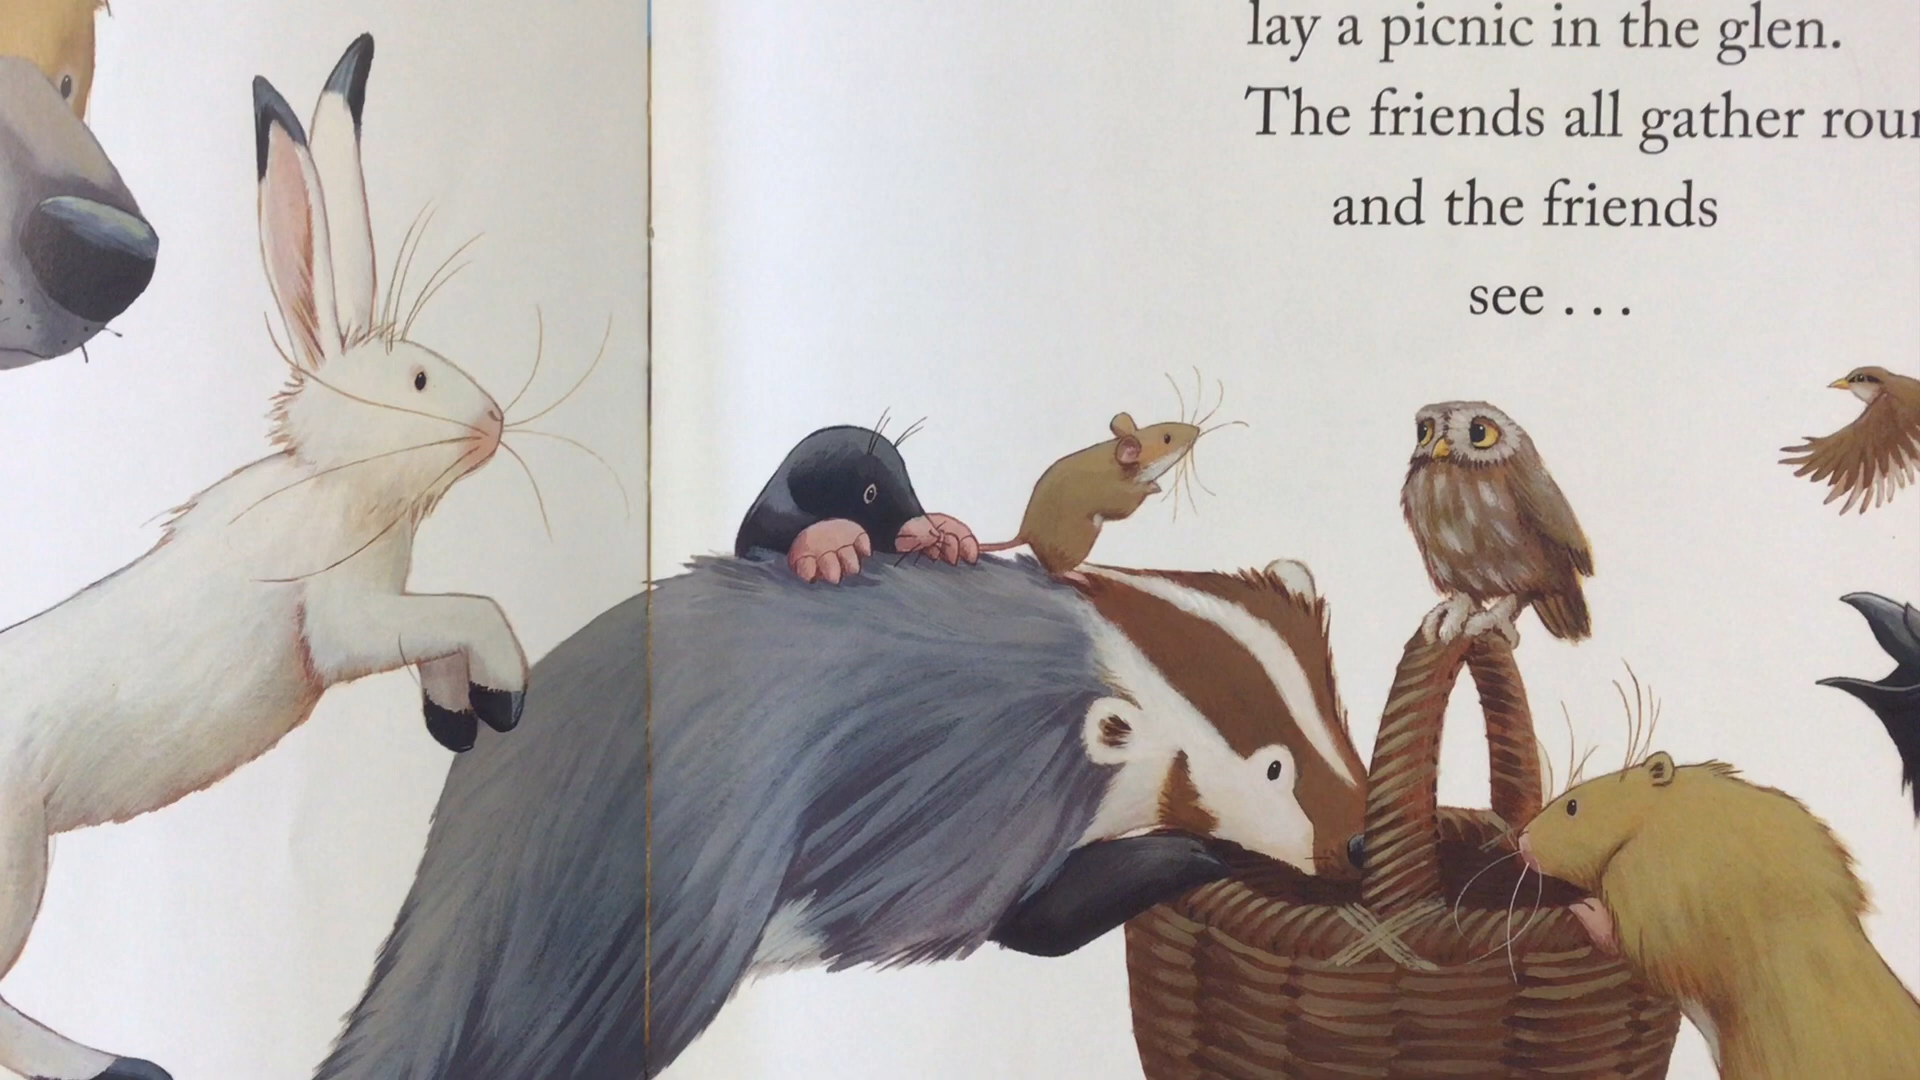 lay a picnic in the glen.
The friends all gather
and the friends
see . . .